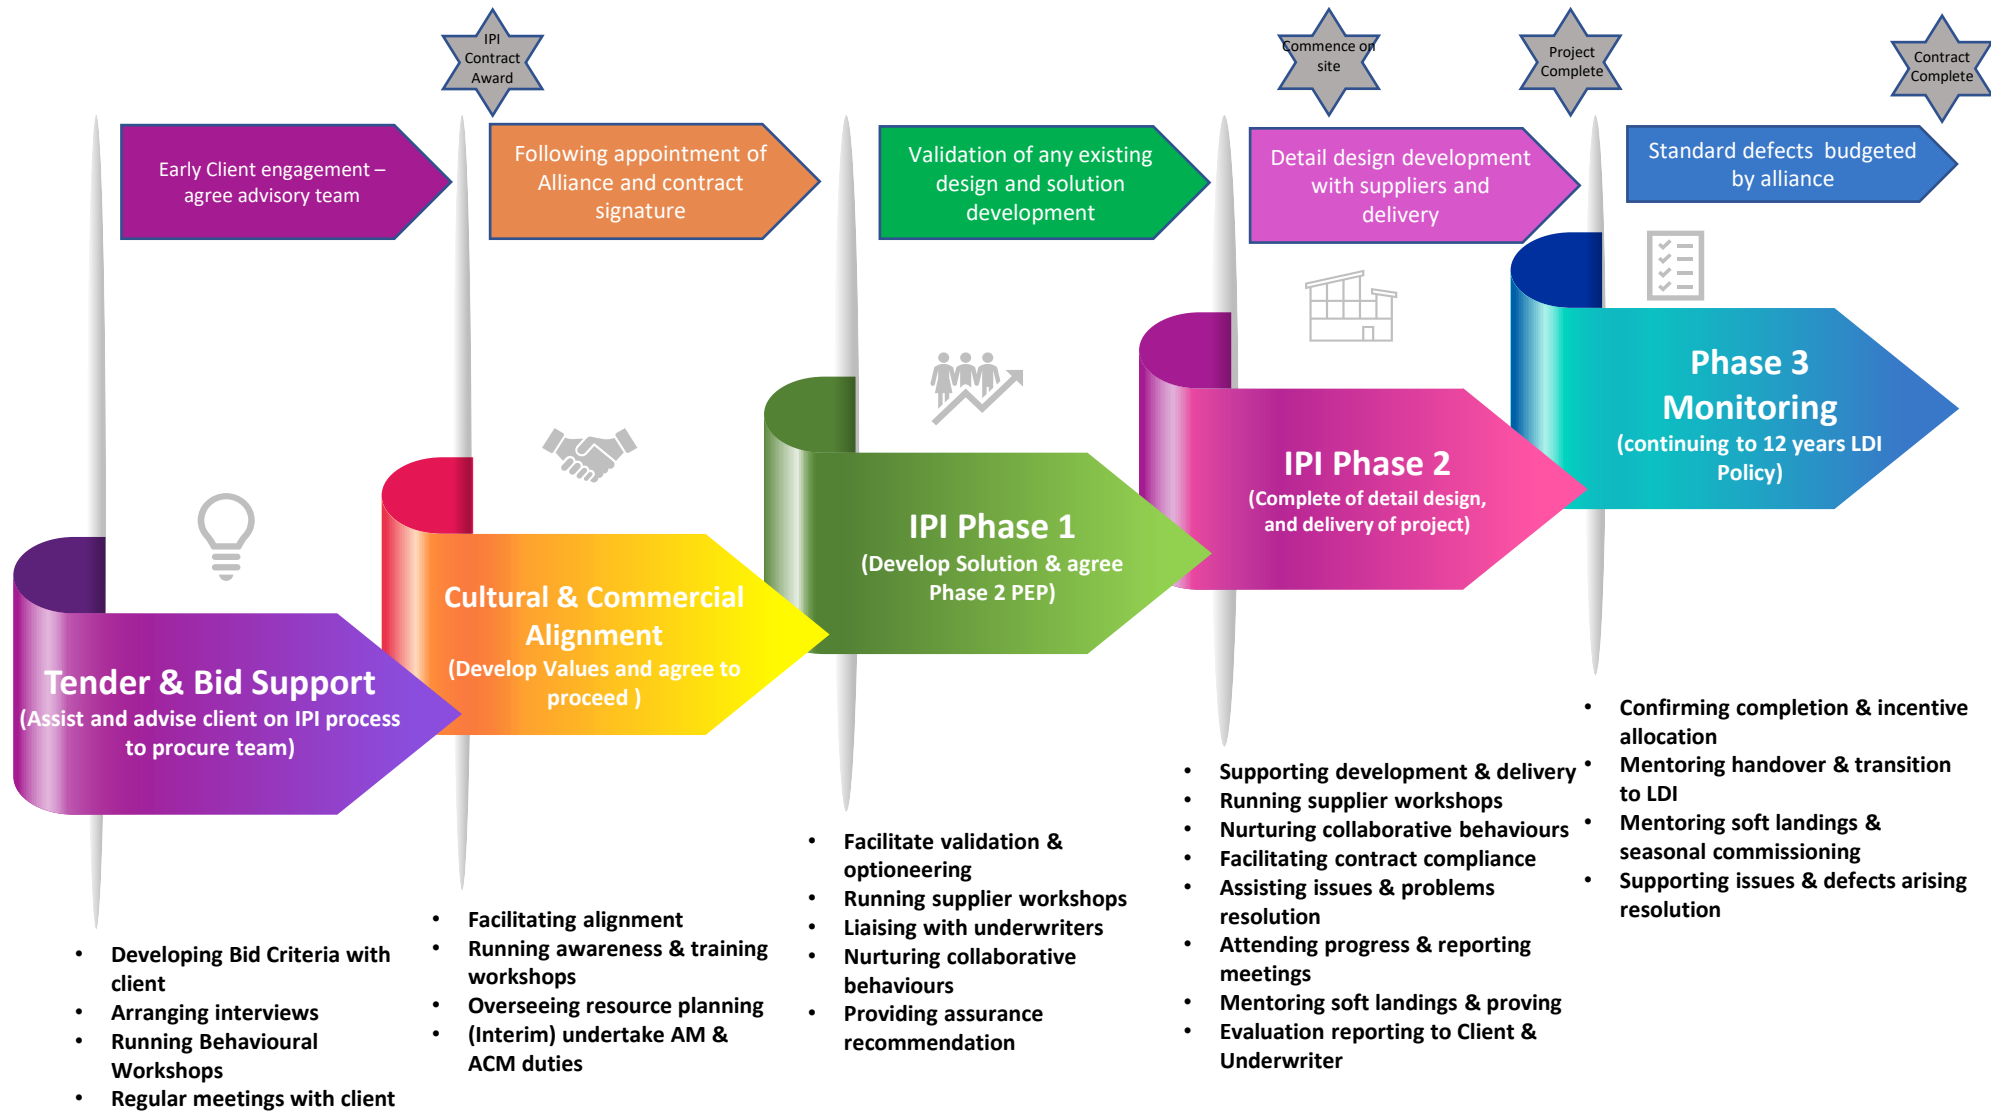 IPI
Contract
Award
Commence on
site
Project
Complete
Contract
Complete
Early Client engagement –
agree advisory team
Following appointment of
Alliance and contract
signature
Validation of any existing
design and solution
development
Detail design development
with suppliers and
delivery
Standard defects  budgeted
by alliance
Tender & Bid Support
(Assist and advise client on IPI process
to procure team)
Cultural & Commercial
Alignment
(Develop Values and agree to
proceed )
IPI Phase 1
(Develop Solution & agree
Phase 2 PEP)
IPI Phase 2
(Complete of detail design,
and delivery of project)
Phase 3
Monitoring
(continuing to 12 years LDI
Policy)
• Developing Bid Criteria with
client
• Arranging interviews
• Running Behavioural
Workshops
• Regular meetings with client
• Facilitating alignment
• Running awareness & training
workshops
• Overseeing resource planning
• (Interim) undertake AM &
ACM duties
• Facilitate validation &
optioneering
• Running supplier workshops
• Liaising with underwriters
• Nurturing collaborative
behaviours
• Providing assurance
recommendation
• Supporting development & delivery
• Running supplier workshops
• Nurturing collaborative behaviours
• Facilitating contract compliance
• Assisting issues & problems
resolution
• Attending progress & reporting
meetings
• Mentoring soft landings & proving
• Evaluation reporting to Client &
Underwriter
• Confirming completion & incentive
allocation
• Mentoring handover & transition
to LDI
• Mentoring soft landings &
seasonal commissioning
• Supporting issues & defects arising
resolution